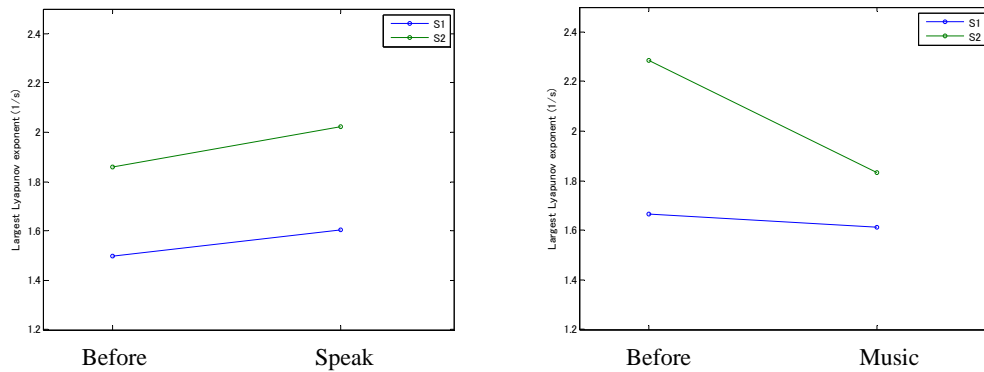 Largest Lyapunov exponent (1/s)
2.4
2.2
2
1.8
1.6
1.4
1.2
S1
S2
Before Speak
Largest Lyapunov exponent (1/s)
2.4
2.2
2
1.8
1.6
1.4
1.2
S1
S2
Before Music